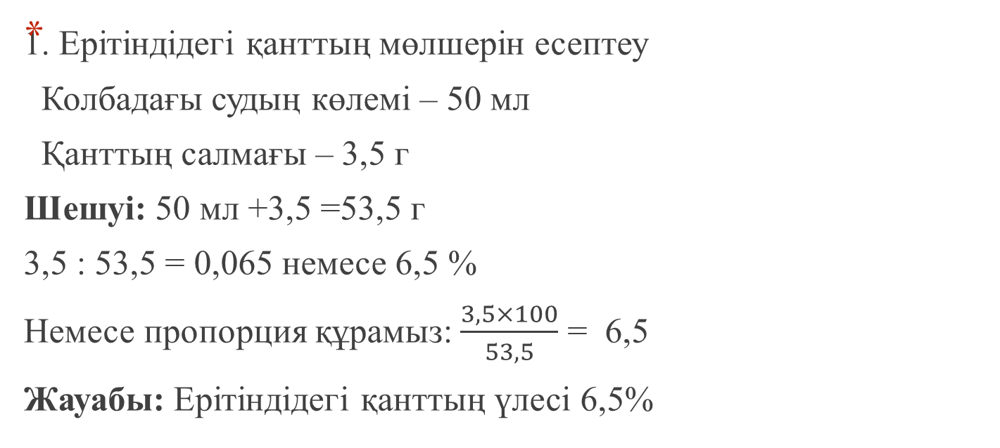 * 1. Ерітіндідегі қанттың мөлшерін есептеу
Колбадағы судың көлемі – 50 мл
Қанттың салмағы – 3,5 г
Шешуі: 50 мл +3,5 =53,5 г
3,5 : 53,5 = 0,065 немесе 6,5 %
Немесе пропорция құрамыз: 3,5×100/53,5 = 6,5
Жауабы: Ерітіндідегі қанттың үлесі 6,5%